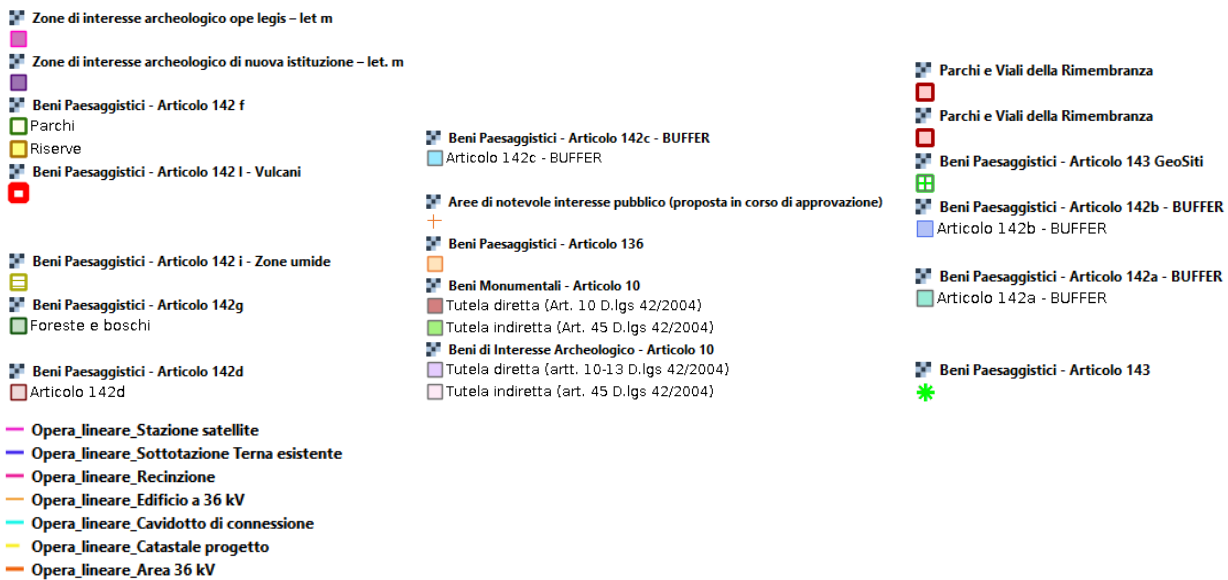 Zone di interesse archeologico ope legis – let m
Zone di interesse archeologico di nuova istituzione – let. m
Beni Paesaggistici - Articolo 142 f
Parchi
Riserve
Beni Paesaggistici - Articolo 142 l - Vulcani
Beni Paesaggistici - Articolo 142 i - Zone umide
Beni Paesaggistici - Articolo 142g
Foreste e boschi
Beni Paesaggistici - Articolo 142d
Articolo 142d
Opera_lineare_Stazione satellite
Opera_lineare_Sottotazione Terna esistente
Opera_lineare_Recinzione
Opera_lineare_Edificio a 36 kV
Opera_lineare_Cavidotto di connessione
Opera_lineare_Catastale progetto
Opera_lineare_Area 36 kV
Beni Paesaggistici - Articolo 142c - BUFFER
Articolo 142c - BUFFER
Aree di notevole interesse pubblico (proposta in corso di approvazione)
Beni Paesaggistici - Articolo 136
Beni Monumentali - Articolo 10
Tutela diretta (Art. 10 D.lgs 42/2004)
Tutela indiretta (Art. 45 D.lgs 42/2004)
Beni di Interesse Archeologico - Articolo 10
Tutela diretta (artt. 10-13 D.lgs 42/2004)
Tutela indiretta (art. 45 D.lgs 42/2004)
Parchi e Viali della Rimembranza
Parchi e Viali della Rimembranza
Beni Paesaggistici - Articolo 143 GeoSiti
Beni Paesaggistici - Articolo 142b - BUFFER
Articolo 142b - BUFFER
Beni Paesaggistici - Articolo 142a - BUFFER
Articolo 142a - BUFFER
Beni Paesaggistici - Articolo 143